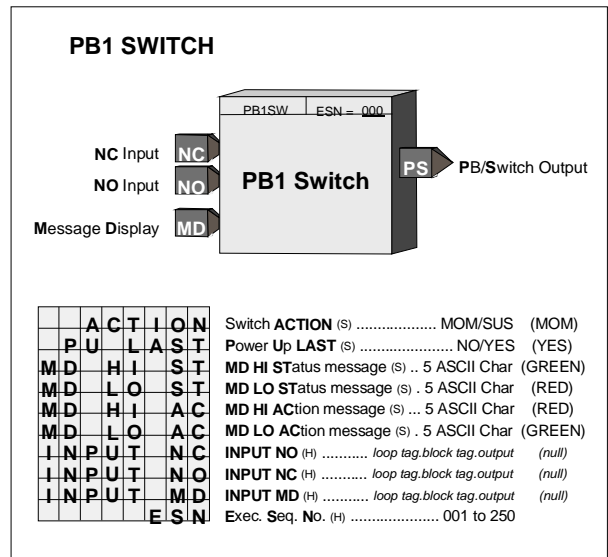 PB1 SWITCH
PB1SW ESN = 000
NC Input NC
NO Input NO
PB1 Switch
PS PB/Switch Output
Message Display MD
ACTION Switch ACTION (S) ................... MOM/SUS (MOM)
PU LAST Power Up LAST (S) ....................... NO/YES (YES)
MD HI ST MD HI STatus message (S) .. 5 ASCII Char (GREEN)
MD LO ST MD LO STatus message (S) . 5 ASCII Char (RED)
MD HI AC MD HI ACtion message (S) ... 5 ASCII Char (RED)
MD LO AC MD LO ACtion message (S) . 5 ASCII Char (GREEN)
INPUT NC INPUT NO (H) ........... loop tag.block tag.output (null)
INPUT NO INPUT NC (H) ........... loop tag.block tag.output (null)
INPUT MD INPUT MD (H) ........... loop tag.block tag.output (null)
ESN Exec. Seq. No. (H) ..................... 001 to 250